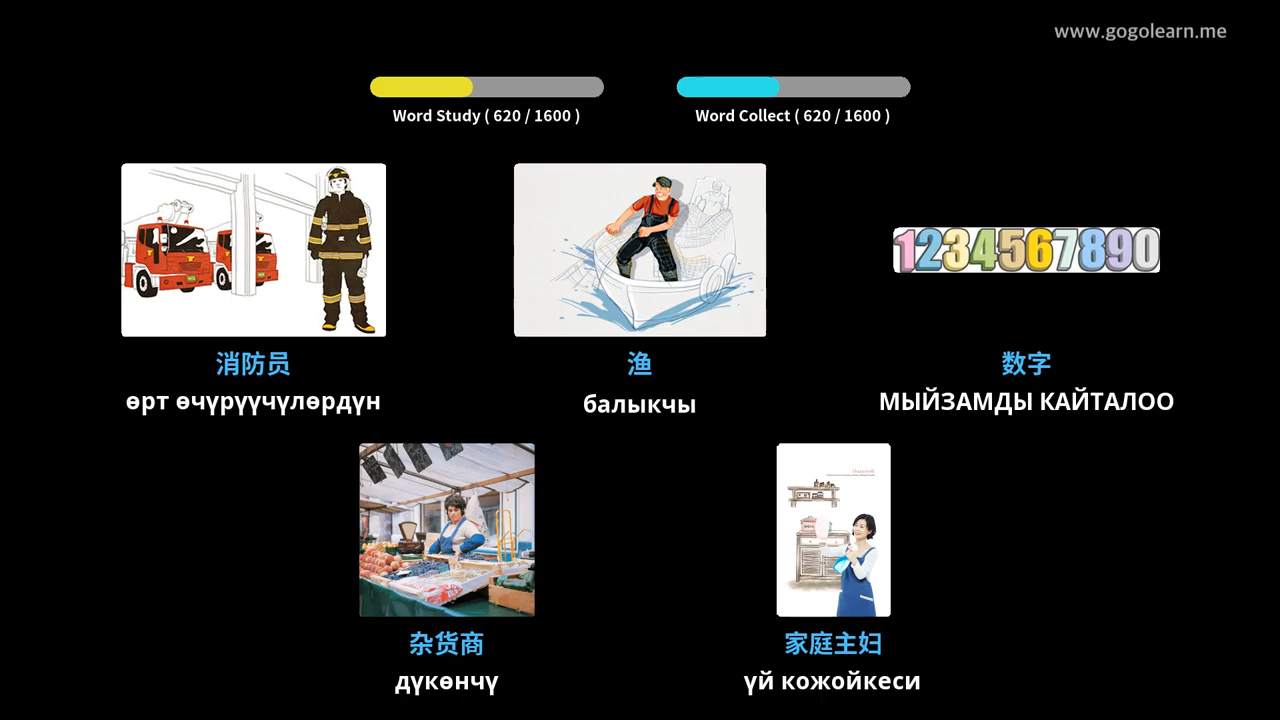 www.gogolearn.me
Word Study ( 620 / 1600 )
Word Collect ( 620 / 1600 )
1234567890
消防员
өрт өчүрүүчүлөрдүн
渔
балыкчы
数字
МЫЙЗАМДЫ КАЙТАЛОО
杂货商
дүкөнчү
家庭主妇
үй кожойкеси